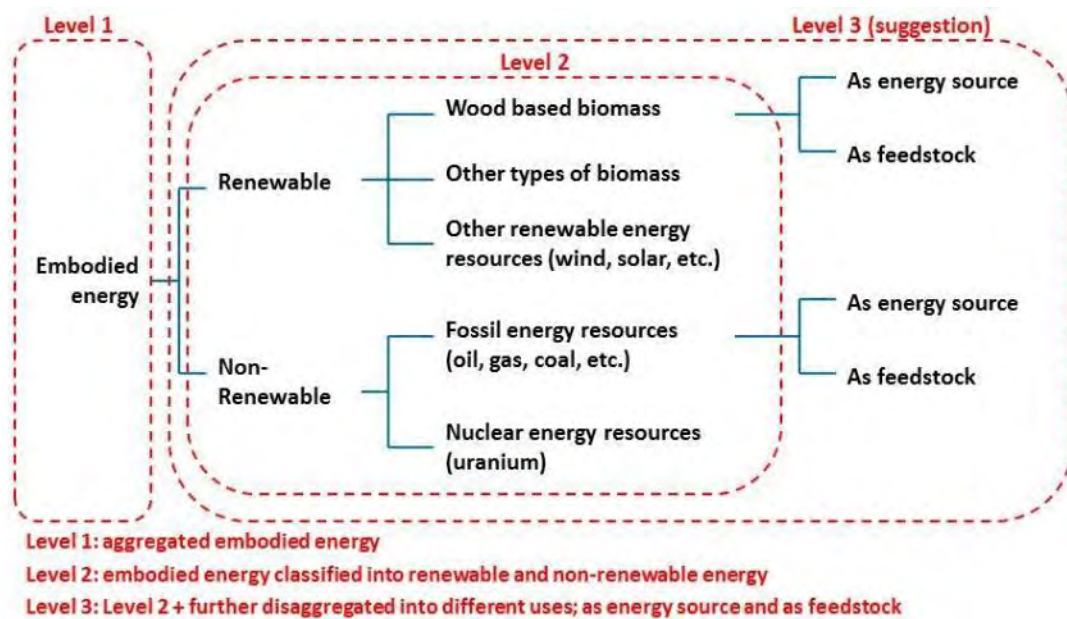 Level 1
Level 3 (suggestion)
Level 2
As energy source
Wood based biomass
As feedstock
Renewable
Other types of biomass
Other renewable energy
resources (wind, solar, etc.)
Embodied
energy
As energy source
Fossil energy resources
(oil, gas, coal, etc.)
Non-
Renewable
As feedstock
Nuclear energy resources
(uranium)
Level 1: aggregated embodied energy
Level 2: embodied energy classified into renewable and non-renewable energy
Level 3: Level 2 + further disaggregated into different uses; as energy source and as feedstock